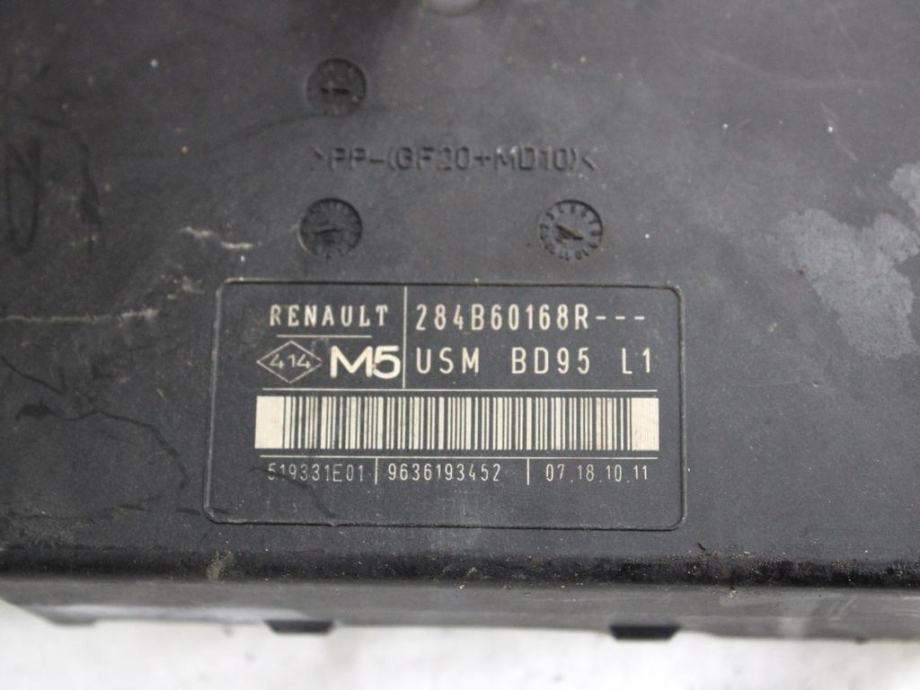 >PP-(GF20+MD10)<
RENAULT 284B60168R---
414 M5 USM BD95 L1
519331E01 9636193452 07.18.10.11